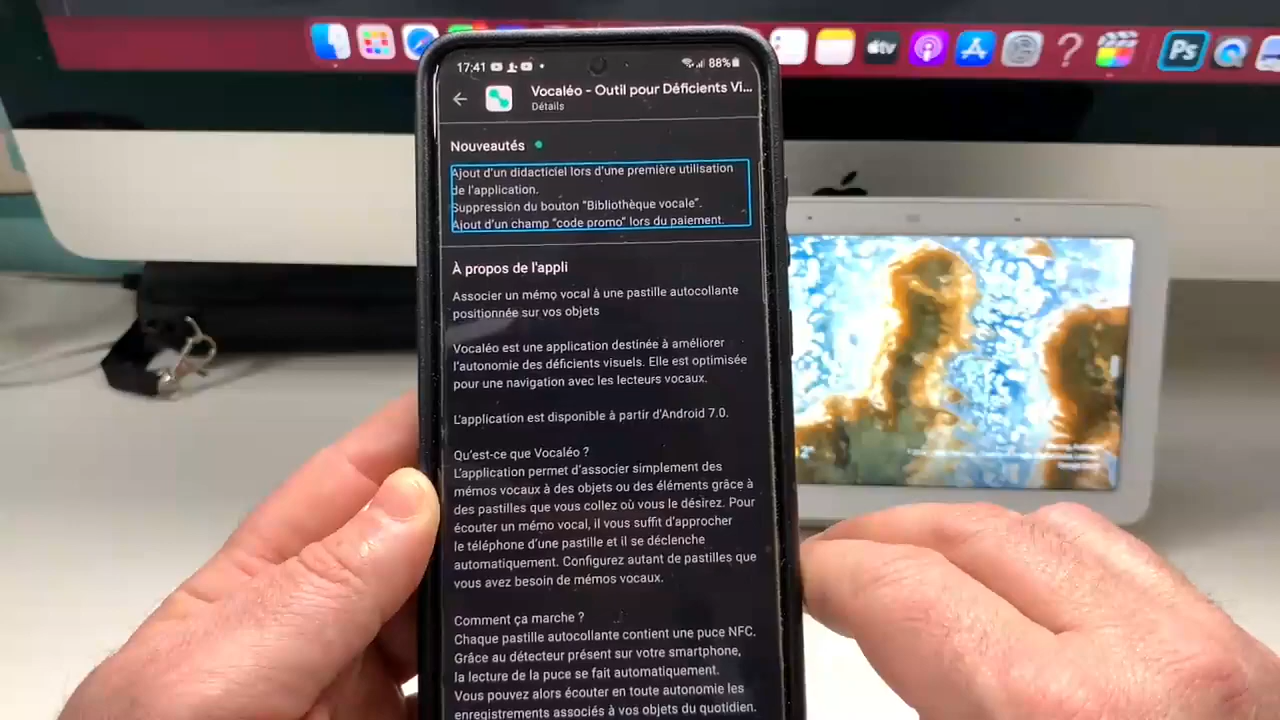 17:41
88%
Vocaléo - Outil pour Déficients Vi...
Détails
Nouveautés
Ajout d'un didacticiel lors d'une première utilisation
de l'application.
Suppression du bouton "Bibliothèque vocale".
Ajout d'un champ "code promo" lors du paiement.
À propos de l'appli
Associer un mémo vocal à une pastille autocollante
positionnée sur vos objets
Vocaléo est une application destinée à améliorer
l'autonomie des déficients visuels. Elle est optimisée
pour une navigation avec les lecteurs vocaux.
L'application est disponible à partir d'Android 7.0.
Qu'est-ce que Vocaléo ?
L'application permet d'associer simplement des
mémos vocaux à des objets ou des éléments grâce à
des pastilles que vous collez où vous le désirez. Pour
écouter un mémo vocal, il vous suffit d'approcher
le téléphone d'une pastille et il se déclenche
automatiquement. Configurez autant de pastilles que
vous avez besoin de mémos vocaux.
Comment ça marche ?
Chaque pastille autocollante contient une puce NFC.
Grâce au détecteur présent sur votre smartphone,
la lecture de la puce se fait automatiquement.
Vous pouvez alors écouter en toute autonomie les
enregistrements associés à vos objets du quotidien.
tv
?
Ps